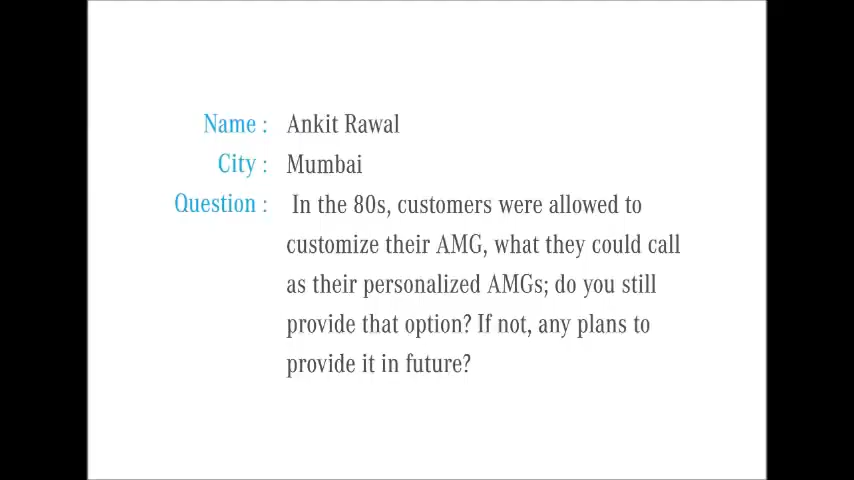 Name : Ankit Rawal
City : Mumbai
Question : In the 80s, customers were allowed to
customize their AMG, what they could call
as their personalized AMGs; do you still
provide that option? If not, any plans to
provide it in future?